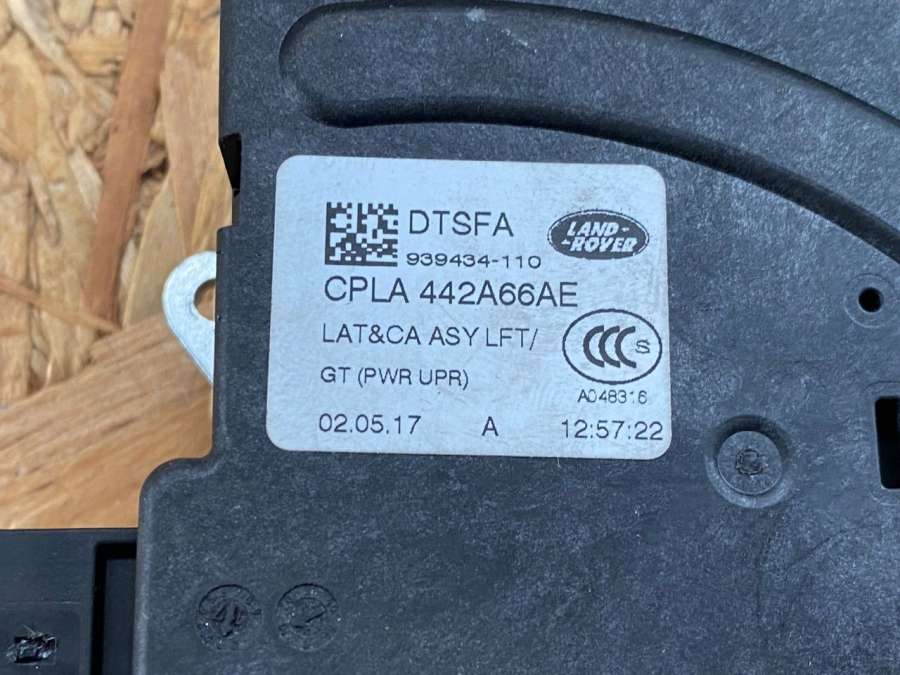 DTSFA
LAND-
-ROVER
939434-110
CPLA 442A66AE
LAT&CA ASY LFT/
CCC S
GT (PWR UPR)
A048316
02.05.17 A 12:57:22